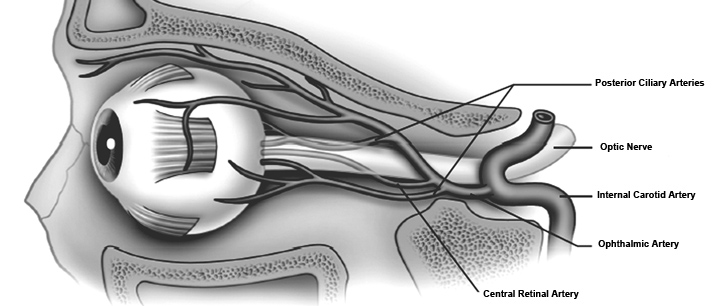 Posterior Ciliary Arteries
Optic Nerve
Internal Carotid Artery
Ophthalmic Artery
Central Retinal Artery